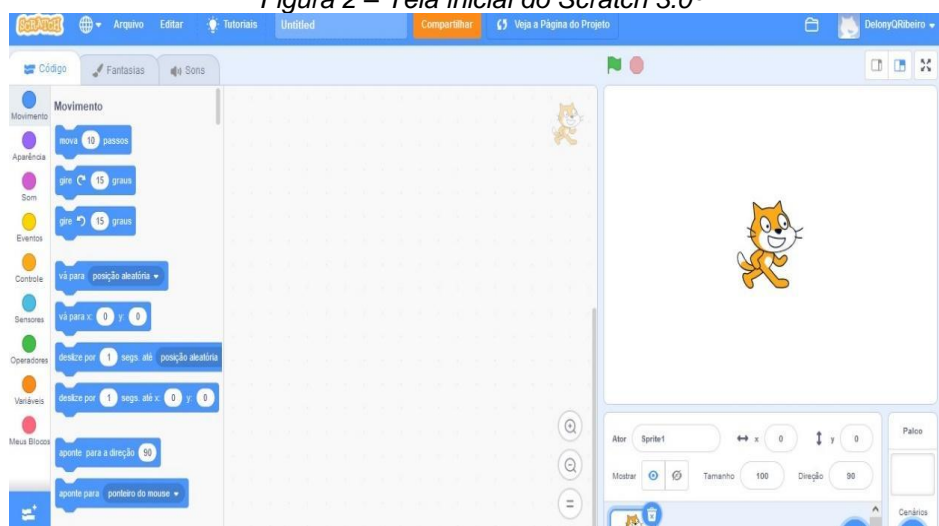 Figura 2 – Tela inicial do Scratch 3.0
SCRATCH Arquivo Editar Tutoriais Untitled Compartilhar Veja a Página do Projeto DelonyQRibeiro
Código Fantasias Sons
Movimento
Aparência
Som
Eventos
Controle
Sensores
Operadores
Variáveis
Meus Blocos
Movimento
mova 10 passos
gire 15 graus
gire 15 graus
vá para posição aleatória
vá para x: 0 y: 0
deslize por 1 segs. até posição aleatória
deslize por 1 segs. até x: 0 y: 0
aponte para a direção 90
aponte para ponteiro do mouse
Ator Sprite1 x 0 y 0
Mostrar Tamanho 100 Direção 90
Palco
Cenários